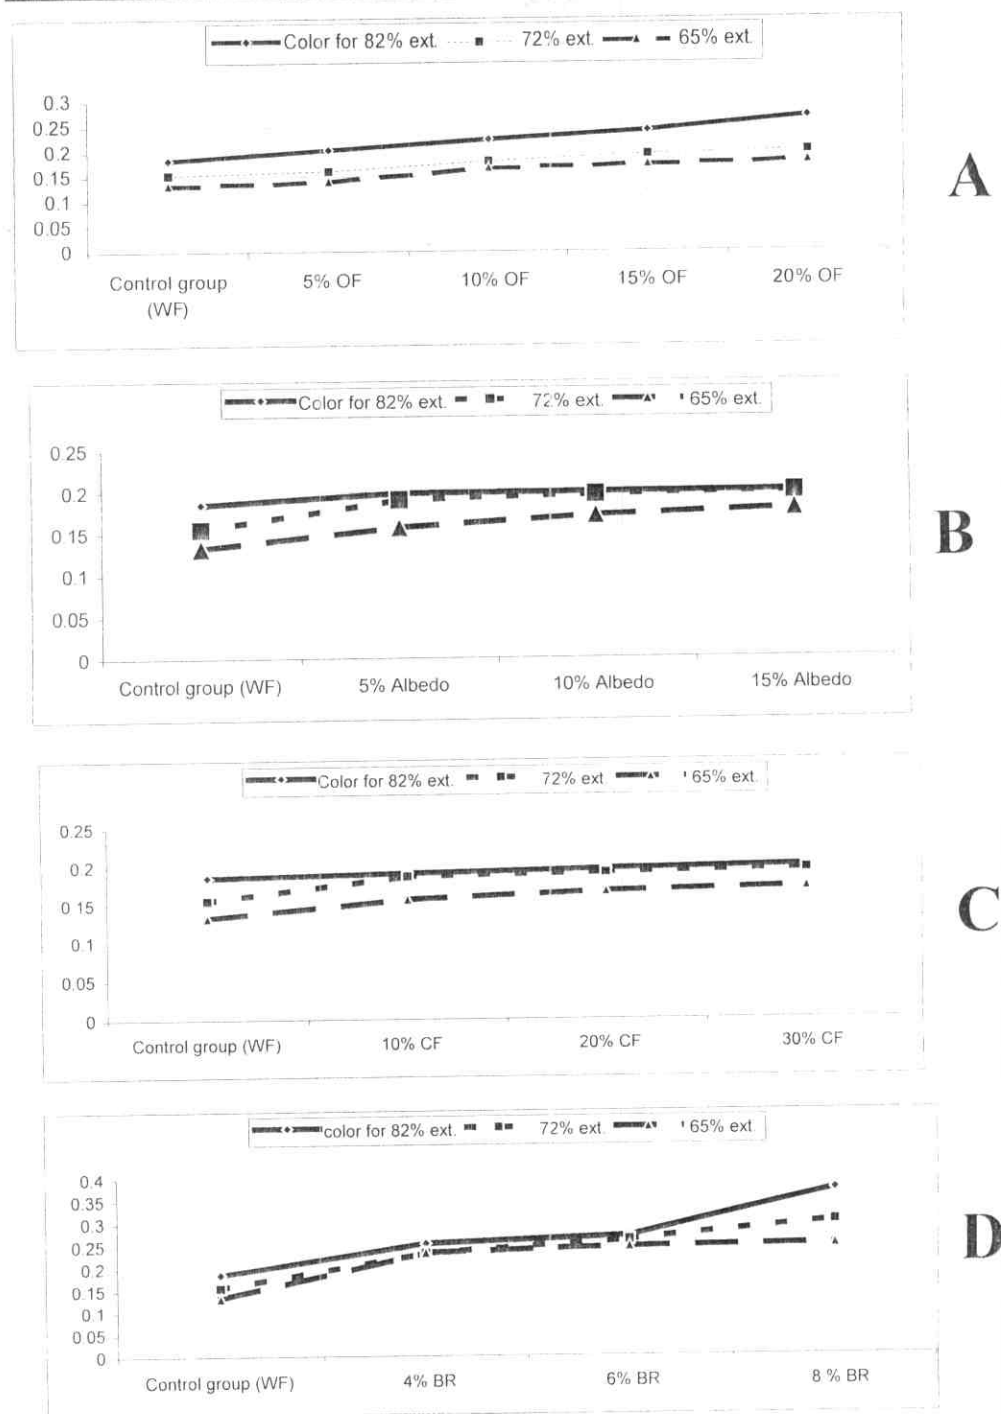 Color for 82% ext. 72% ext. 65% ext.
0.3
0.25
0.2
0.15
0.1
0.05
0
Control group
(WF)
5% OF 10% OF 15% OF 20% OF
A
Color for 82% ext. 72% ext. 65% ext.
0.25
0.2
0.15
0.1
0.05
0
Control group (WF) 5% Albedo 10% Albedo 15% Albedo
B
Color for 82% ext. 72% ext 65% ext.
0.25
0.2
0 15
0.1
0.05
0
Control group (WF) 10% CF 20% CF 30% CF
C
color for 82% ext. 72% ext. 65% ext.
0.4
0.35
0.3
0.25
0.2
0.15
0.1
0 05
0
Control group (WF) 4% BR 6% BR 8 % BR
D